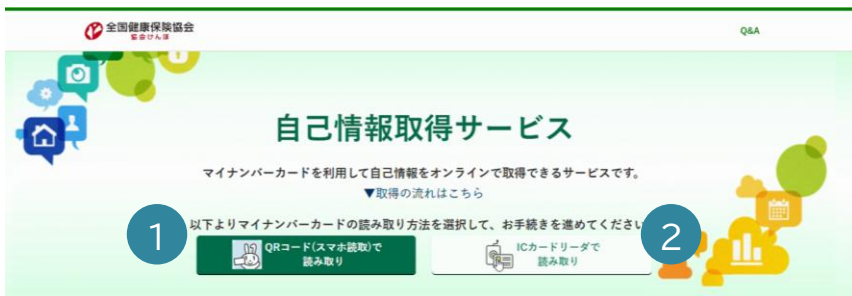 全国健康保険協会
協会けんぽ
Q&A
自己情報取得サービス
マイナンバーカードを利用して自己情報をオンラインで取得できるサービスです。
▼取得の流れはこちら
以下よりマイナンバーカードの読み取り方法を選択して、お手続きを進めてください
1
QRコード(スマホ読取)で
読み取り
ICカードリーダで
読み取り
2